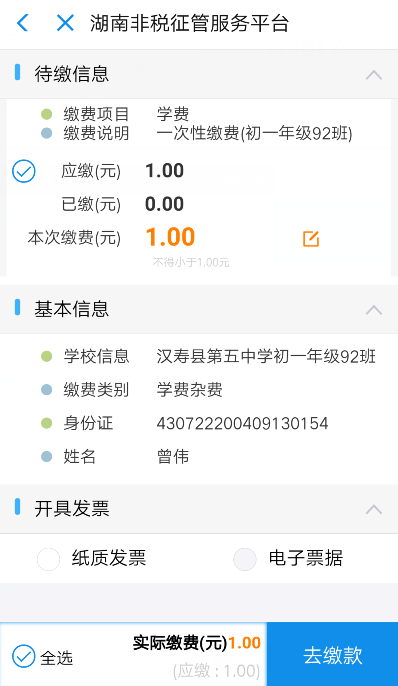 湖南非税征管服务平台
待缴信息
缴费项目 学费
缴费说明 一次性缴费(初一年级92班)
应缴(元) 1.00
已缴(元) 0.00
本次缴费(元) 1.00
不得小于1.00元
基本信息
学校信息 汉寿县第五中学初一年级92班
缴费类别 学费杂费
身份证 430722200409130154
姓名 曾伟
开具发票
纸质发票 电子票据
实际缴费(元)1.00
全选 去缴款
(应缴 : 1.00)